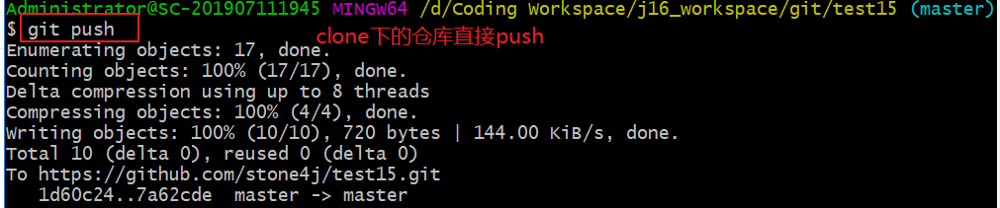 Administrator@SC-201907111945 MINGW64 /d/Coding Workspace/j16_workspace/git/test15 (master)
$ git push
clone下的仓库直接push
Enumerating objects: 17, done.
Counting objects: 100% (17/17), done.
Delta compression using up to 8 threads
Compressing objects: 100% (4/4), done.
Writing objects: 100% (10/10), 720 bytes | 144.00 KiB/s, done.
Total 10 (delta 0), reused 0 (delta 0)
To https://github.com/stone4j/test15.git
1d60c24..7a62cde master -> master